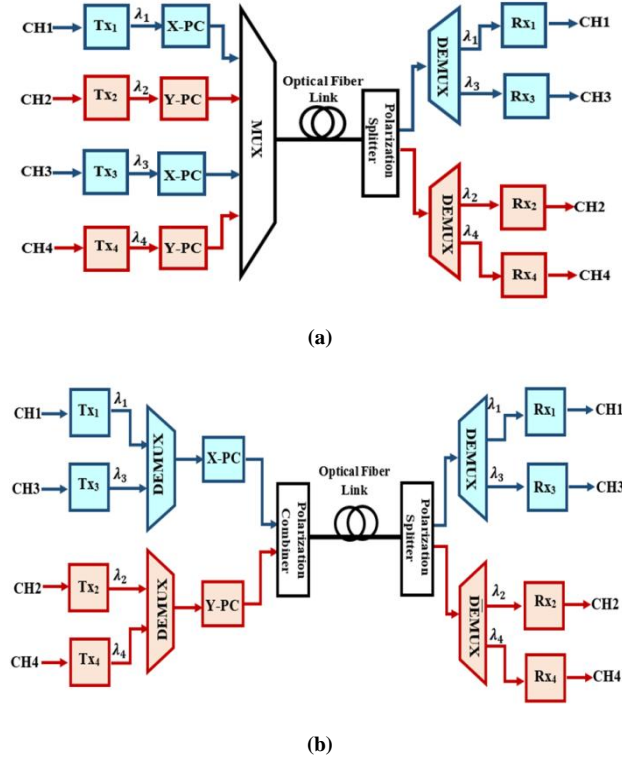 CH1 Tx₁ λ₁ X-PC
CH2 Tx₂ λ₂ Y-PC
CH3 Tx₃ λ₃ X-PC
CH4 Tx₄ λ₄ Y-PC
MUX
Optical Fiber
Link
Polarization
Splitter
DEMUX
λ₁ Rx₁ CH1
λ₃ Rx₃ CH3
DEMUX
λ₂ Rx₂ CH2
λ₄ Rx₄ CH4
(a)
CH1 Tx₁ λ₁
CH3 Tx₃ λ₃
DEMUX
X-PC
CH2 Tx₂ λ₂
CH4 Tx₄ λ₄
DEMUX
Y-PC
Polarization
Combiner
Optical Fiber
Link
Polarization
Splitter
DEMUX
λ₁ Rx₁ CH1
λ₃ Rx₃ CH3
DEMUX
λ₂ Rx₂ CH2
λ₄ Rx₄ CH4
(b)